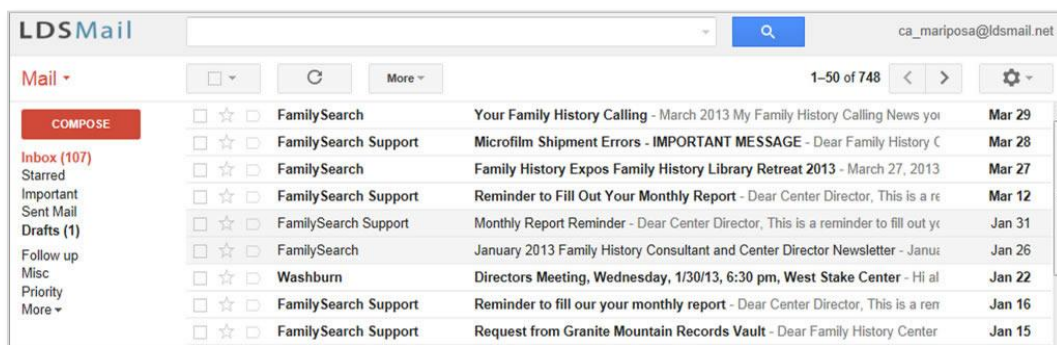 LDSMail ca_mariposa@ldsmail.net
Mail More 1–50 of 748
COMPOSE
Inbox (107)
Starred
Important
Sent Mail
Drafts (1)
Follow up
Misc
Priority
More
FamilySearch Your Family History Calling - March 2013 My Family History Calling News Mar 29
FamilySearch Support Microfilm Shipment Errors - IMPORTANT MESSAGE - Dear Family History Mar 28
FamilySearch Family History Expos Family History Library Retreat 2013 - March 27, 2013 Mar 27
FamilySearch Support Reminder to Fill Out Your Monthly Report - Dear Center Director, This is a Mar 12
FamilySearch Support Monthly Report Reminder - Dear Center Director, This is a reminder to fill out Jan 31
FamilySearch January 2013 Family History Consultant and Center Director Newsletter - Jan 26
Washburn Directors Meeting, Wednesday, 1/30/13, 6:30 pm, West Stake Center - Hi Jan 22
FamilySearch Support Reminder to fill our your monthly report - Dear Center Director, This is a Jan 16
FamilySearch Support Request from Granite Mountain Records Vault - Dear Family History Center Jan 15